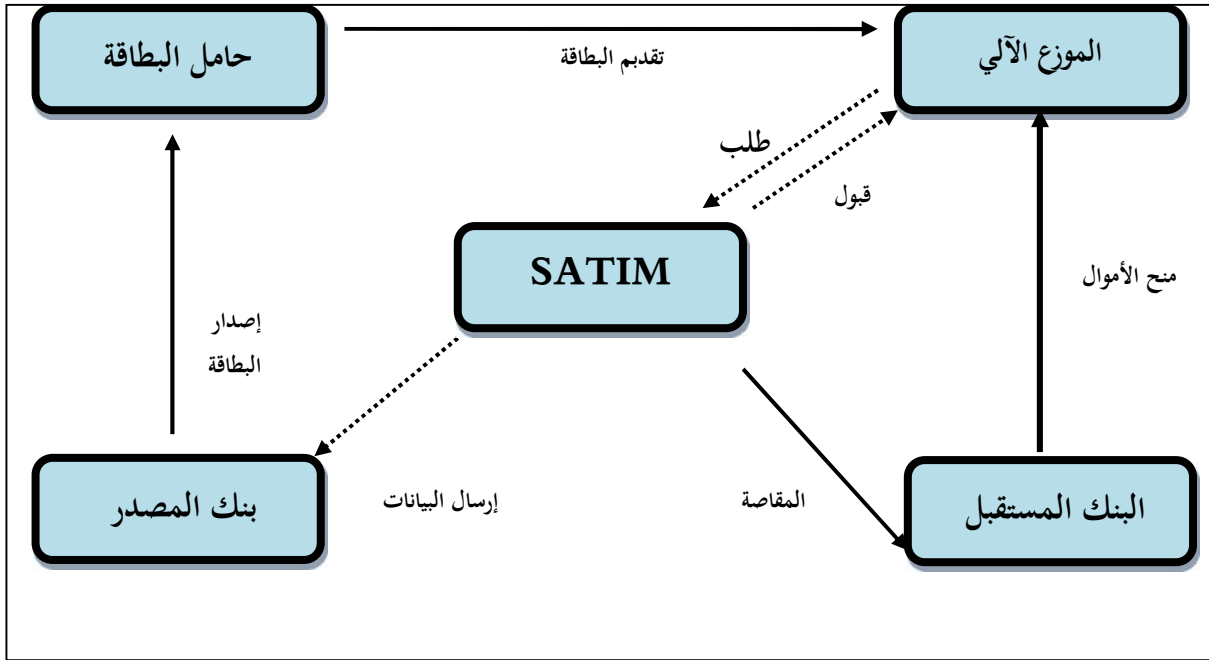 حامل البطاقة
الموزع الآلي
تقدبم البطاقة
طلب
قبول
SATIM
منح الأموال
إصدار
البطاقة
بنك المصدر
إرسال البيانات
المقاصة
البنك المستقبل